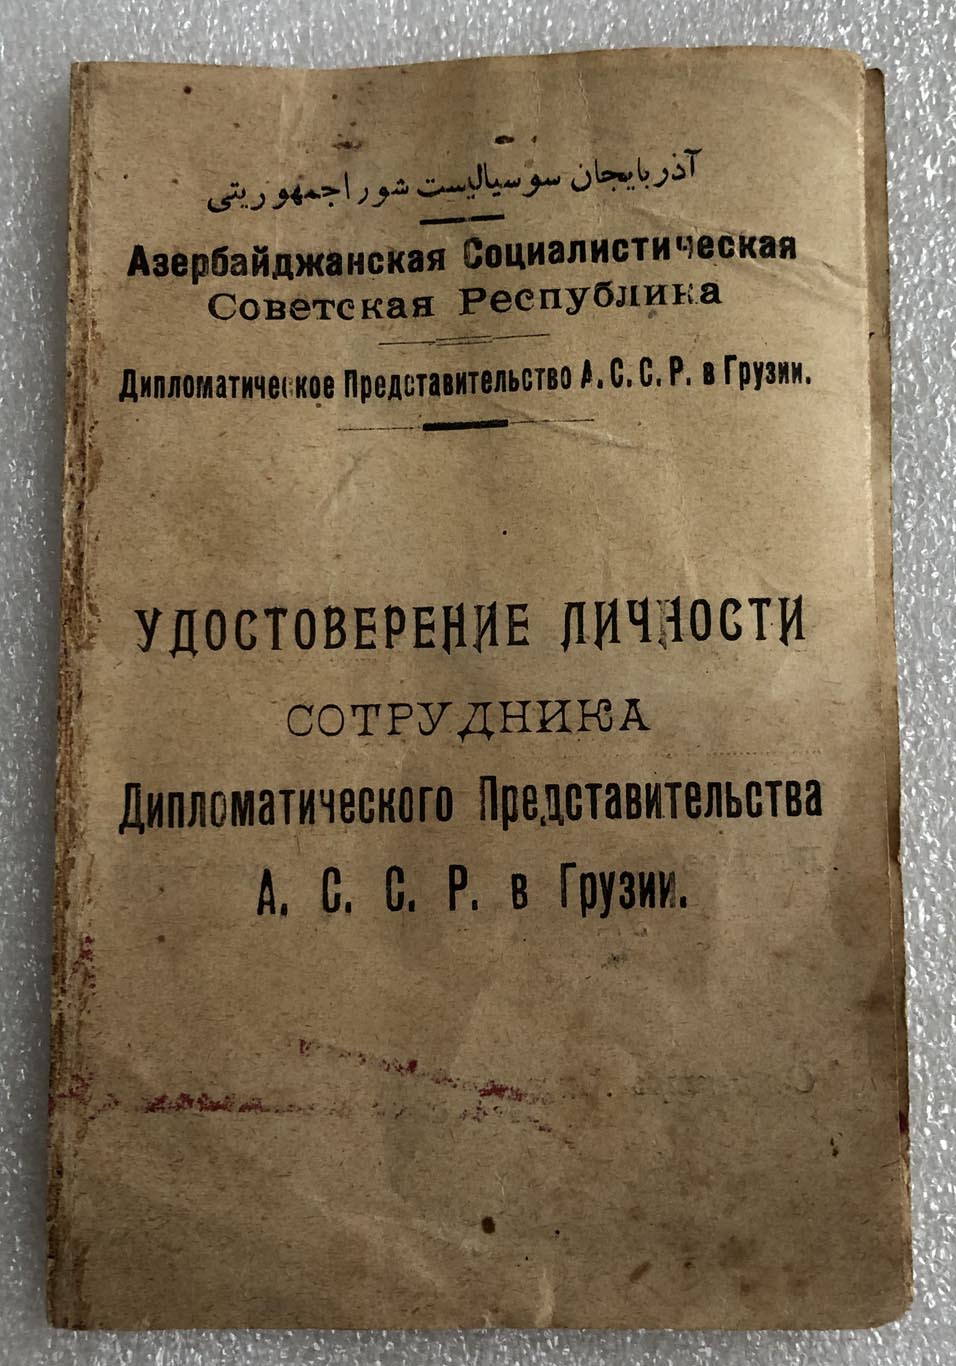 آذربایجان سوسیالیست شورا جمهوریتی
Азербайджанская Социалистическая
Советская Республика
Дипломатическое Представительство А. С. С. Р. в Грузии.
УДОСТОВЕРЕНИЕ ЛИЧНОСТИ
СОТРУДНИКА
Дипломатического Представительства
А. С. С. Р. в Грузии.